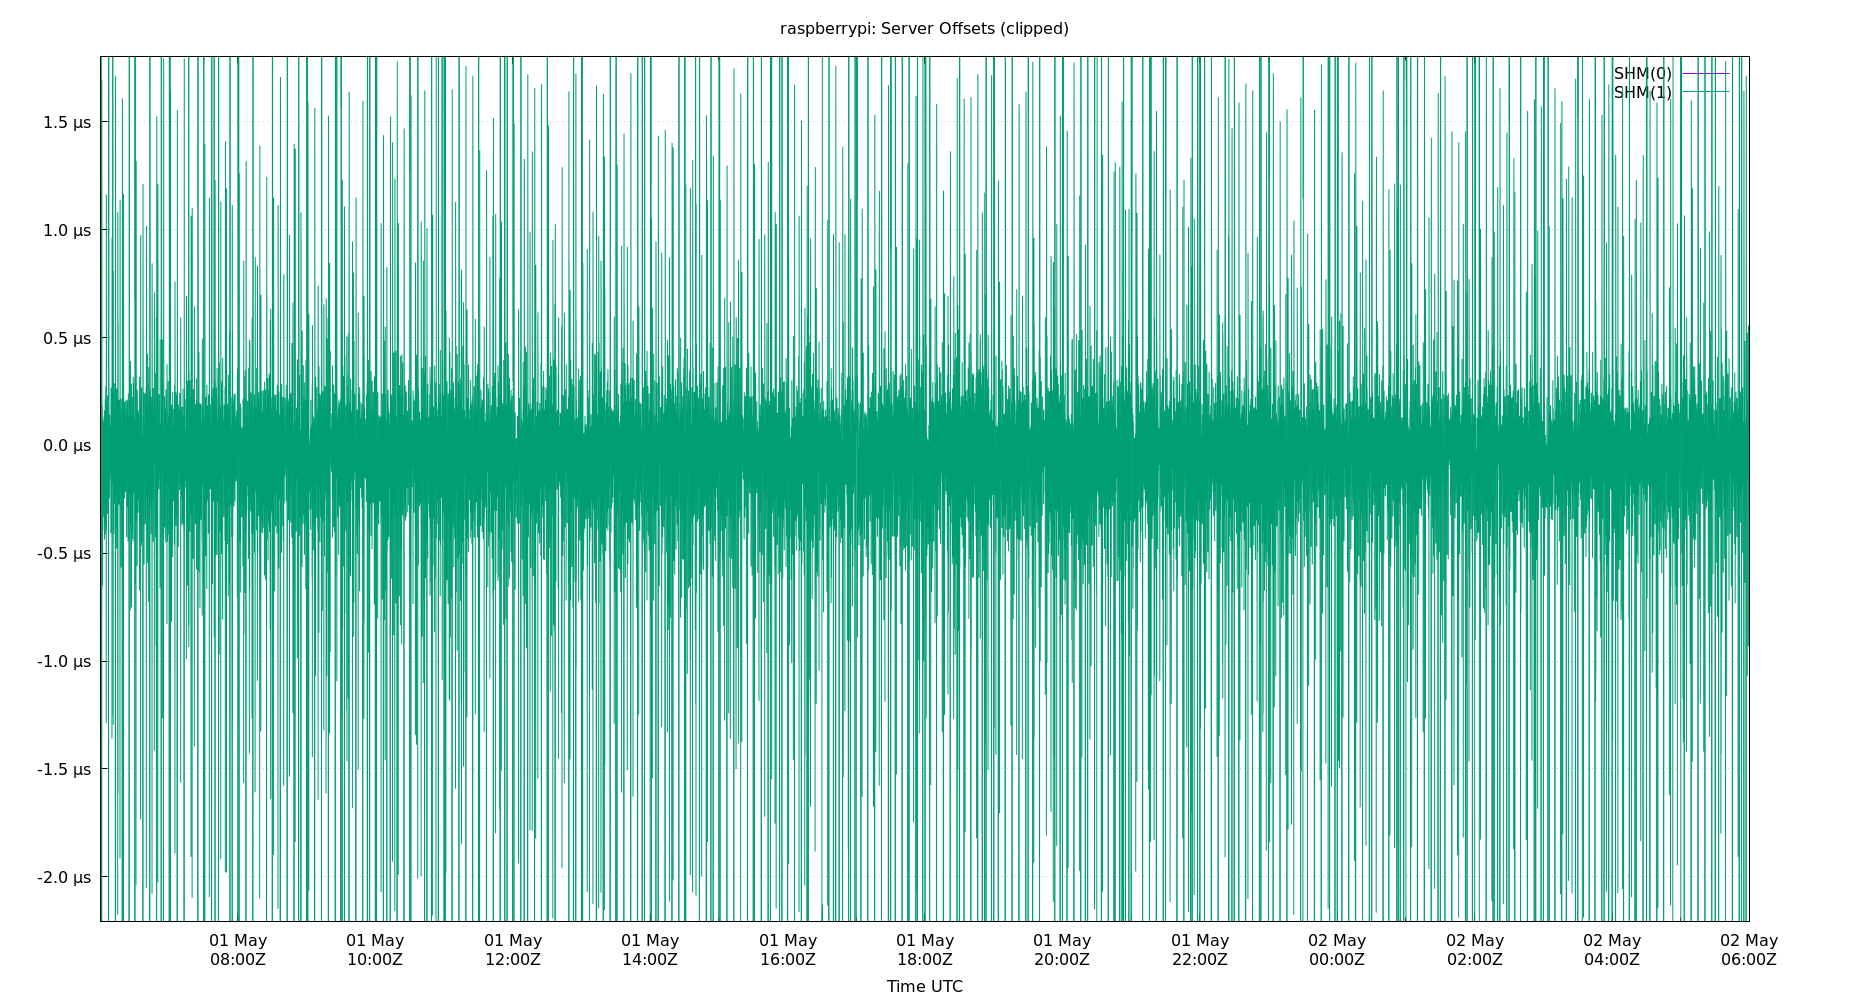 raspberrypi: Server Offsets (clipped)
SHM(0)
SHM(1)
1.5 µs
1.0 µs
0.5 µs
0.0 µs
-0.5 µs
-1.0 µs
-1.5 µs
-2.0 µs
01 May 01 May 01 May 01 May 01 May 01 May 01 May 01 May 02 May 02 May 02 May 02 May
08:00Z 10:00Z 12:00Z 14:00Z 16:00Z 18:00Z 20:00Z 22:00Z 00:00Z 02:00Z 04:00Z 06:00Z
Time UTC